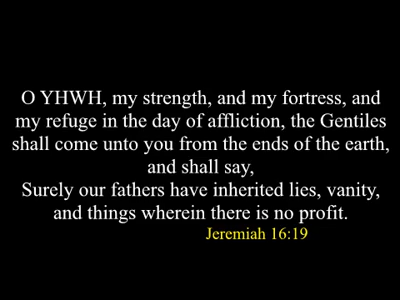 O YHWH, my strength, and my fortress, and
my refuge in the day of affliction, the Gentiles
shall come unto you from the ends of the earth,
and shall say,
Surely our fathers have inherited lies, vanity,
and things wherein there is no profit.
Jeremiah 16:19